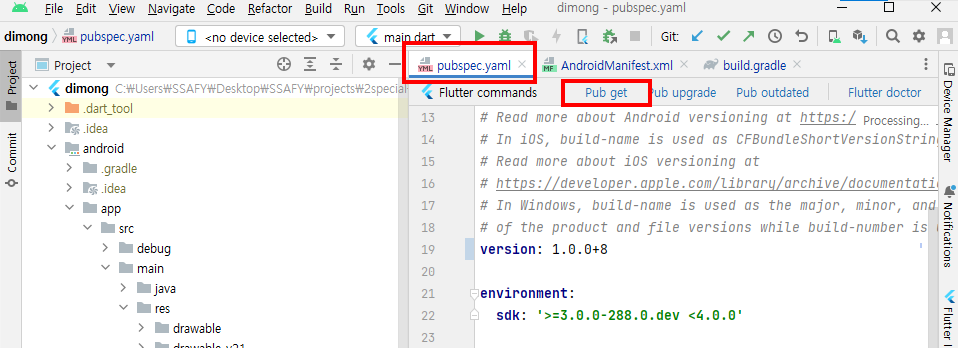 File Edit View Navigate Code Refactor Build Run Tools Git Window Help dimong - pubspec.yaml
dimong pubspec.yaml <no device selected> main.dart Git:
Project
pubspec.yaml AndroidManifest.xml build.gradle
dimong C:￦Users￦SSAFY￦Desktop￦SSAFY￦projects￦2special
Flutter commands Pub get Pub upgrade Pub outdated Flutter doctor
.dart_tool
.idea
android
.gradle
.idea
app
src
debug
main
java
res
drawable
13 # Read more about Android versioning at https:/ Processing...
14 # In iOS, build-name is used as CFBundleShortVersionString
15 # Read more about iOS versioning at
16 # https://developer.apple.com/library/archive/documentati
17 # In Windows, build-name is used as the major, minor, and
18 # of the product and file versions while build-number is
19 version: 1.0.0+8
20
21 environment:
22 sdk: '>=3.0.0-288.0.dev <4.0.0'
23
Project
Commit
Device Manager
Notifications
Flutter